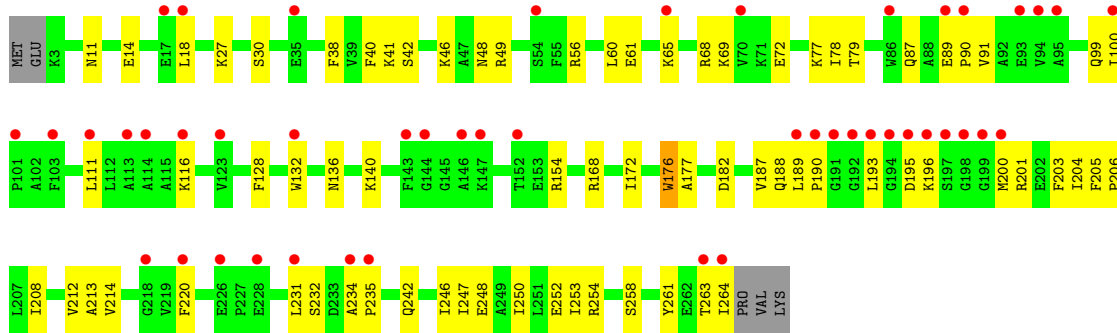 MET GLU K3 N11 E14 E17 L18 K27 S30 E35 F38 V39 F40 K41 S42 K46 A47 N48 R49 S54 F55 R56 L60 E61 K65 R68 K69 V70 K71 E72 K77 I78 T79 W86 Q87 A88 E89 P90 V91 A92 E93 V94 A95 Q99 I100
P101 A102 F103 L111 L112 A113 A114 A115 K116 V123 F128 W132 N136 K140 F143 G144 G145 A146 K147 T152 E153 R154 R168 I172 W176 A177 D182 V187 Q188 L189 P190 G191 G192 L193 G194 D195 K196 S197 G198 G199 M200 R201 E202 F203 I204 F205 P206
L207 I208 V212 A213 V214 G218 V219 F220 E226 P227 E228 L231 S232 D233 A234 P235 Q242 I246 I247 E248 A249 I250 L251 E252 I253 R254 S258 Y261 E262 T263 I264 PRO VAL LYS